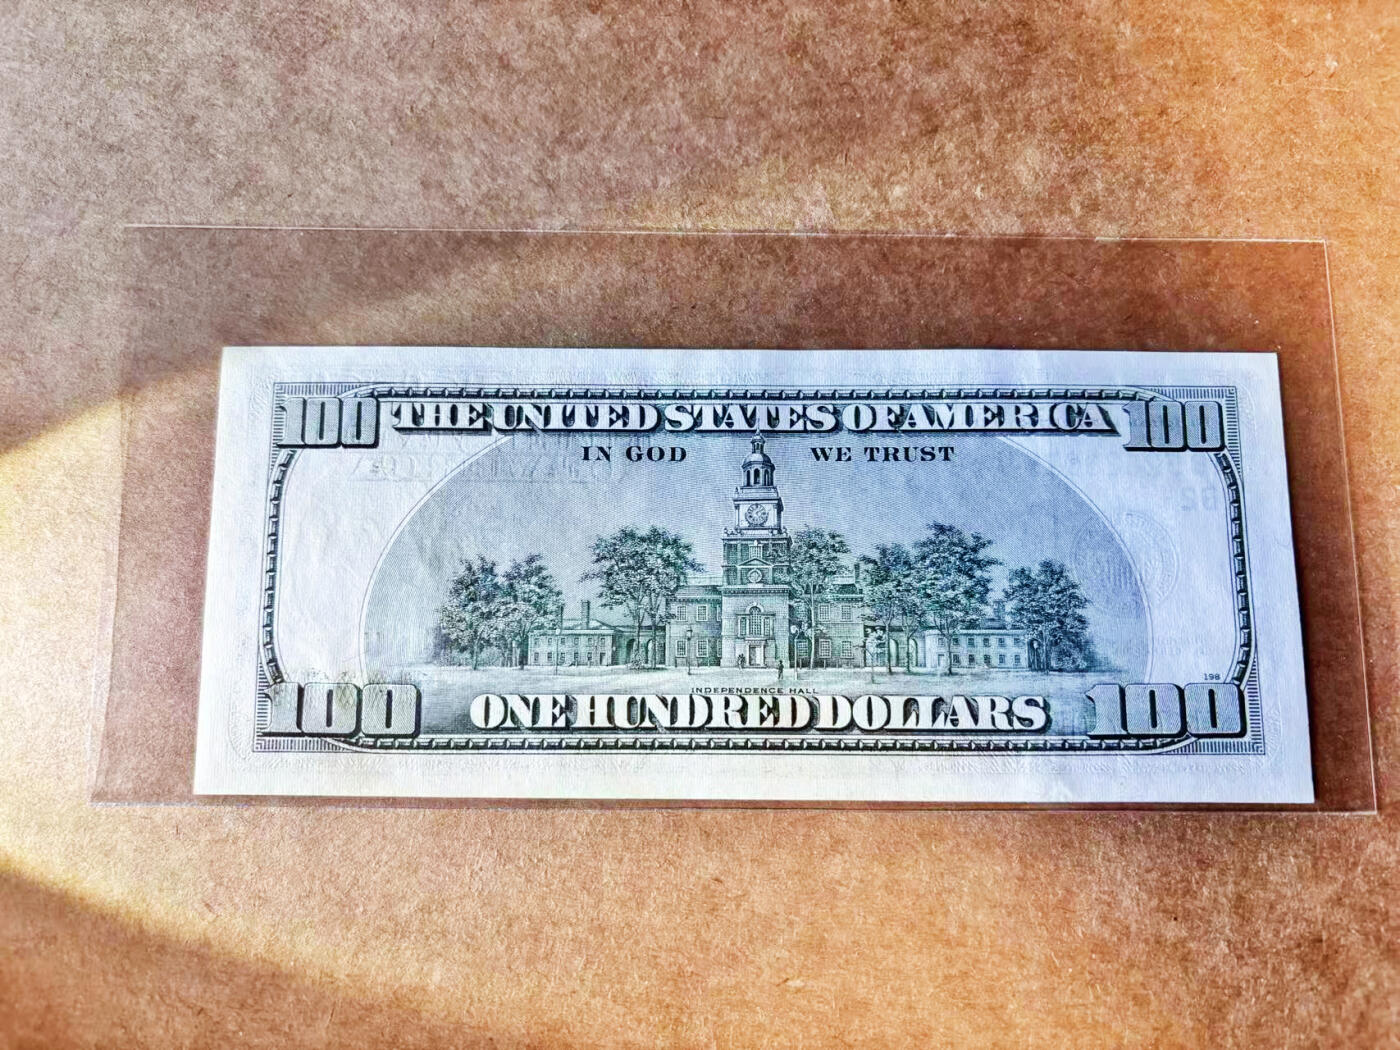 100 THE UNITED STATES OF AMERICA 100
IN GOD WE TRUST
198
INDEPENDENCE HALL
100 ONE HUNDRED DOLLARS 100